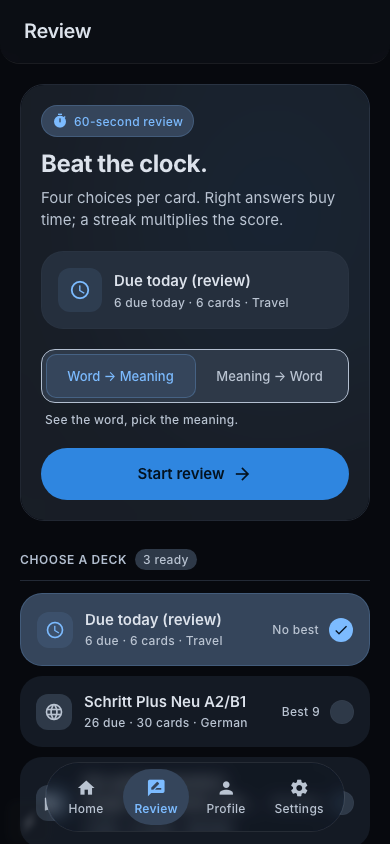 Review
60-second review
Beat the clock.
Four choices per card. Right answers buy
time; a streak multiplies the score.
Due today (review)
6 due today · 6 cards · Travel
Word → Meaning
Meaning → Word
See the word, pick the meaning.
Start review →
CHOOSE A DECK
3 ready
Due today (review)
6 due · 6 cards · Travel
No best
Schritt Plus Neu A2/B1
26 due · 30 cards · German
Best 9
Home
Review
Profile
Settings